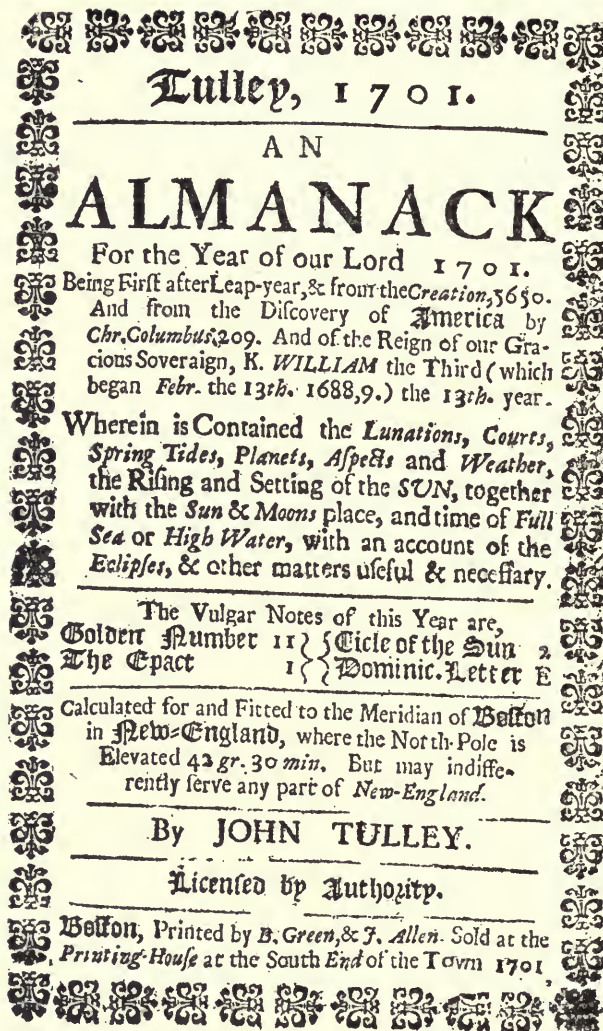 Tulley, 1701.
AN
ALMANACK
For the Year of our Lord 1701.
Being Firſt after Leap-year, & from the Creation, 5650.
And from the Diſcovery of America by
Chr. Columbus, 209. And of the Reign of our Gra-
cious Soveraign, K. WILLIAM the Third (which
began Febr. the 13th. 1688,9.) the 13th. year.
Wherein is Contained the Lunations, Courts,
Spring Tides, Planets, Aſpects and Weather,
the Riſing and Setting of the SUN, together
with the Sun & Moons place, and time of Full
Sea or High Water, with an account of the
Eclipſes, & other matters uſeful & neceſſary.
The Vulgar Notes of this Year are,
Golden Number 11 } { Cicle of the Sun 2
The Epact 1 } { Dominic. Letter E
Calculated for and Fitted to the Meridian of Boſton
in New-England, where the North-Pole is
Elevated 42 gr. 30 min. But may indiffe-
rently ſerve any part of New-England.
By JOHN TULLEY.
Licenſed by Authority.
Boſton, Printed by B. Green, & J. Allen. Sold at the
Printing-Houſe at the South End of the Town 1701